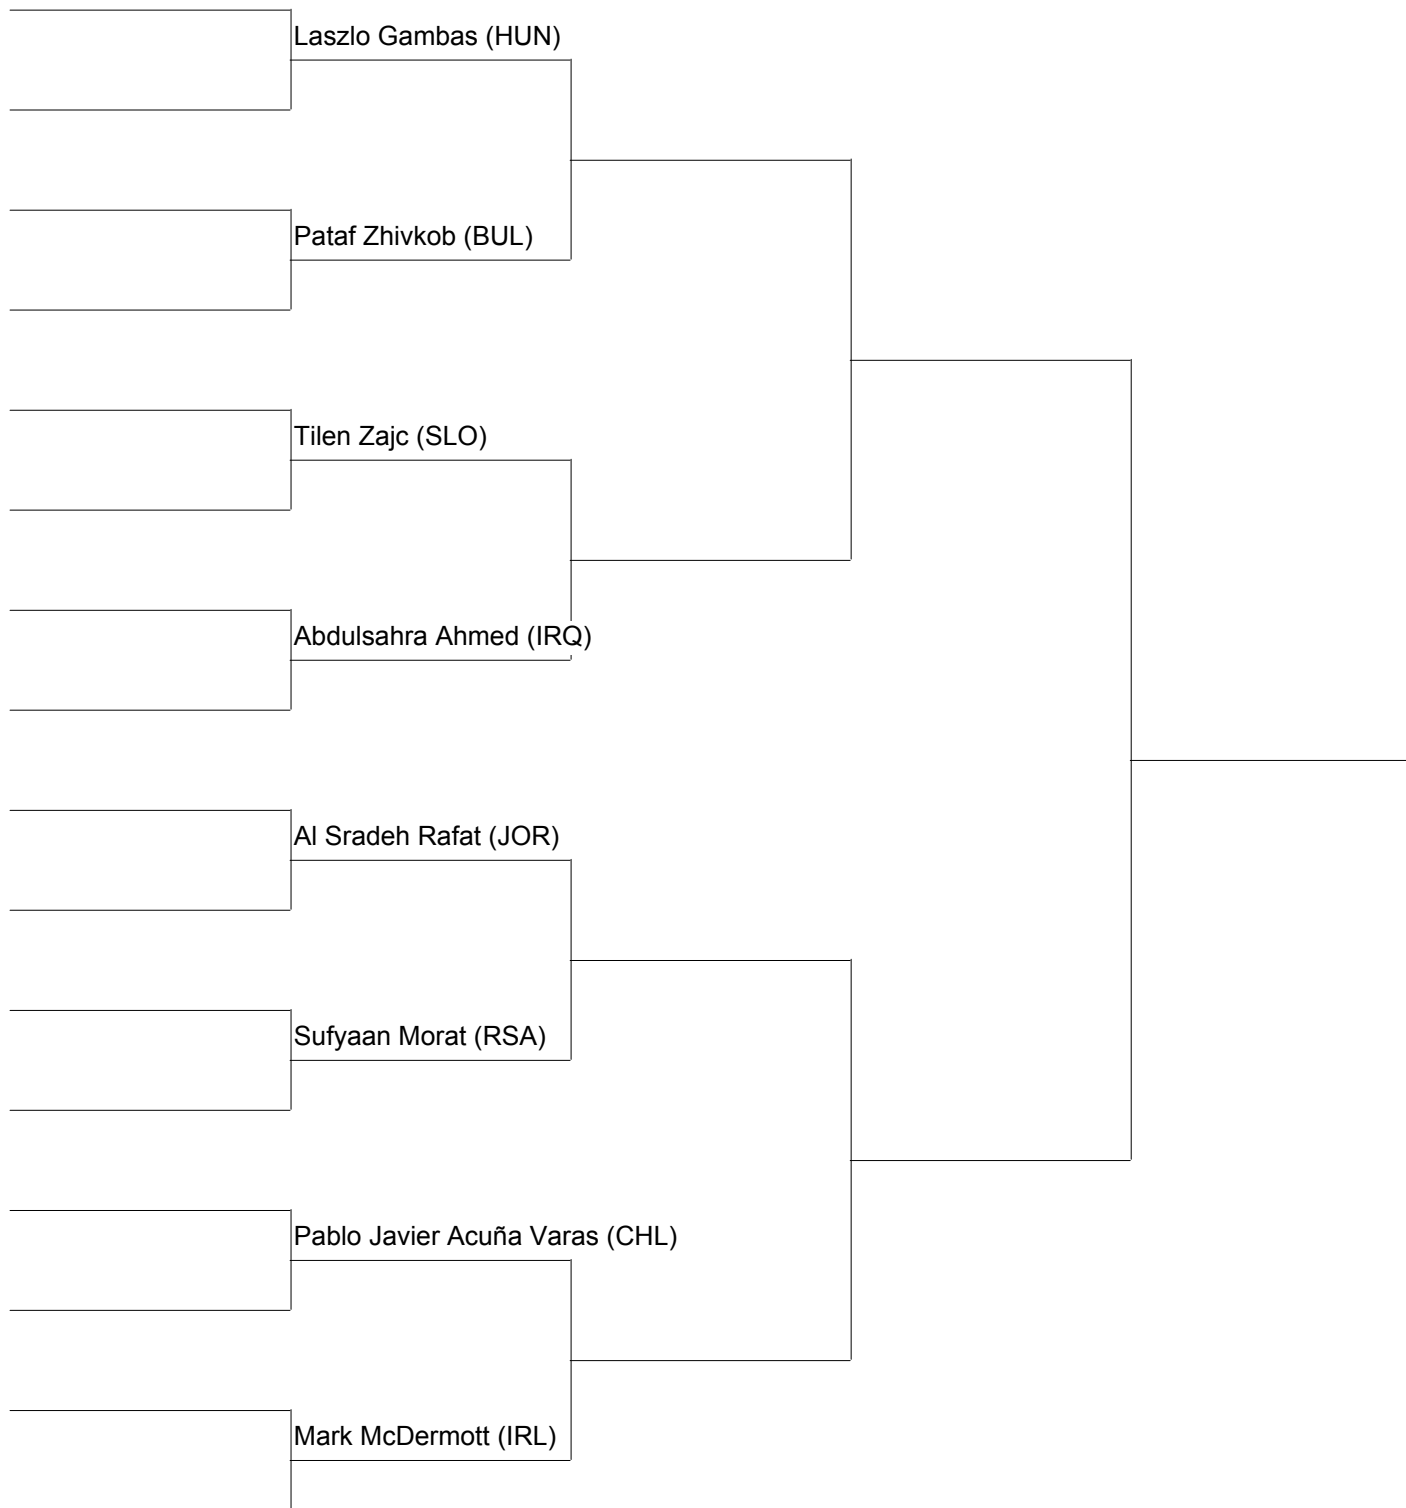 Laszlo Gambas (HUN)
Pataf Zhivkob (BUL)
Tilen Zajc (SLO)
Abdulsahra Ahmed (IRQ)
Al Sradeh Rafat (JOR)
Sufyaan Morat (RSA)
Pablo Javier Acuña Varas (CHL)
Mark McDermott (IRL)